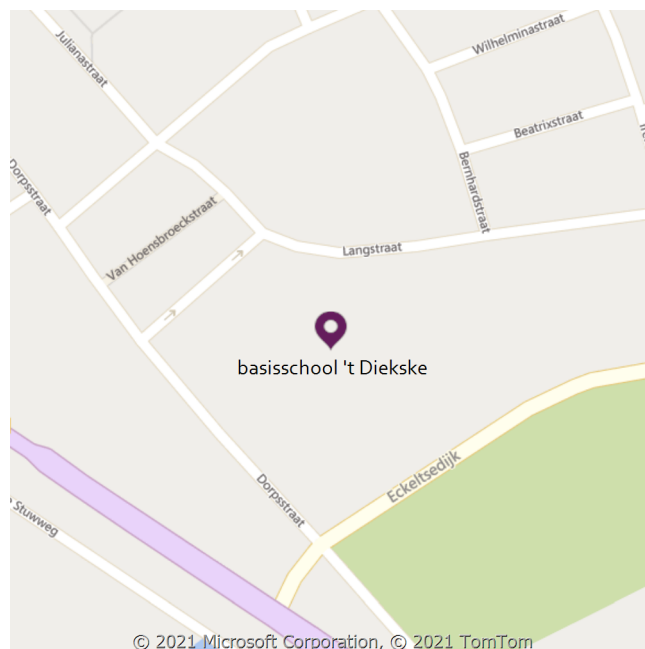 Wilhelminastraat
Julianastraat
Beatrixstraat
Dorpsstraat
Bernhardstraat
Van Hoensbroeckstraat
Langstraat
basisschool 't Diekske
Eckeltsedijk
Dorpsstraat
Stuwweg
© 2021 Microsoft Corporation, © 2021 TomTom